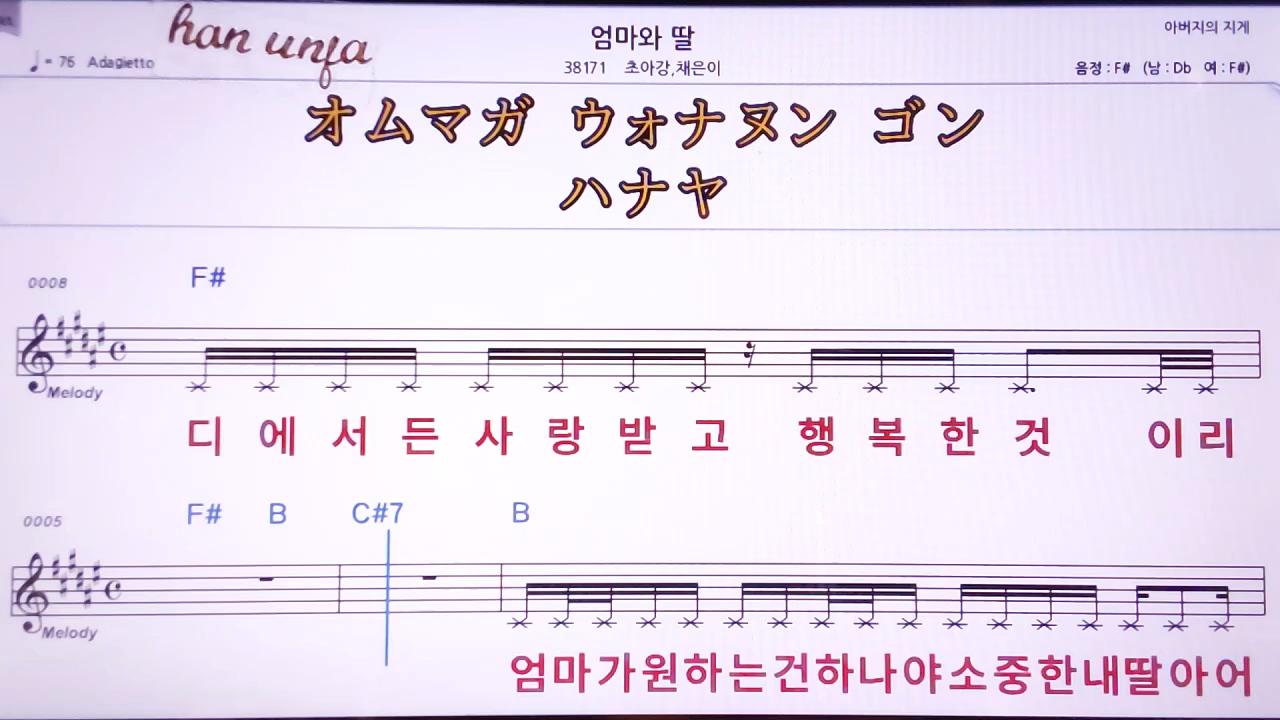 han unfa
엄마와 딸
아버지의 지게
♩= 76 Adagietto
38171 초아강,채은이
음정 : F# (남 : Db 여 : F#)
オムマガ ウォナヌン ゴン
ハナヤ
0008
F#
Melody
디 에 서 든 사 랑 받 고 행 복 한 것 이 리
0005
F# B C#7 B
Melody
엄마가원하는건하나야소중한내딸아어